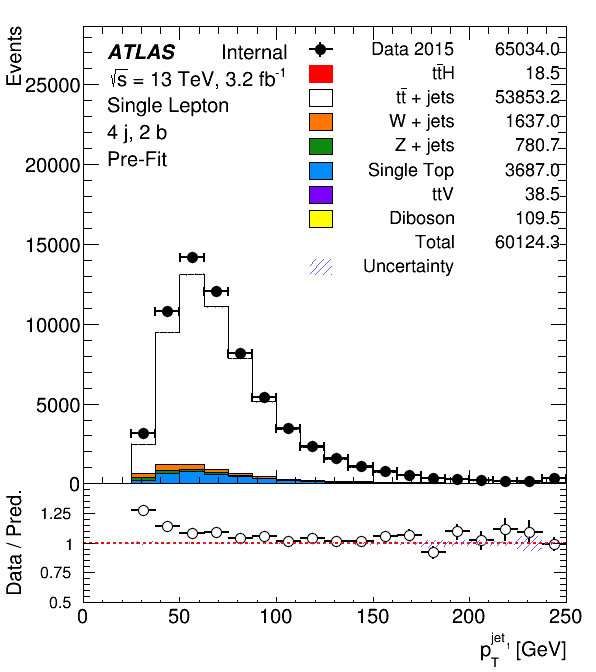 Events
25000
20000
15000
10000
5000
0
ATLAS Internal
√s = 13 TeV, 3.2 fb⁻¹
Single Lepton
4 j, 2 b
Pre-Fit
Data 2015 65034.0
tt̄H 18.5
tt̄ + jets 53853.2
W + jets 1637.0
Z + jets 780.7
Single Top 3687.0
ttV 38.5
Diboson 109.5
Total 60124.3
Uncertainty
Data / Pred.
1.25
1
0.75
0.5
0 50 100 150 200 250
p_T^jet₁ [GeV]